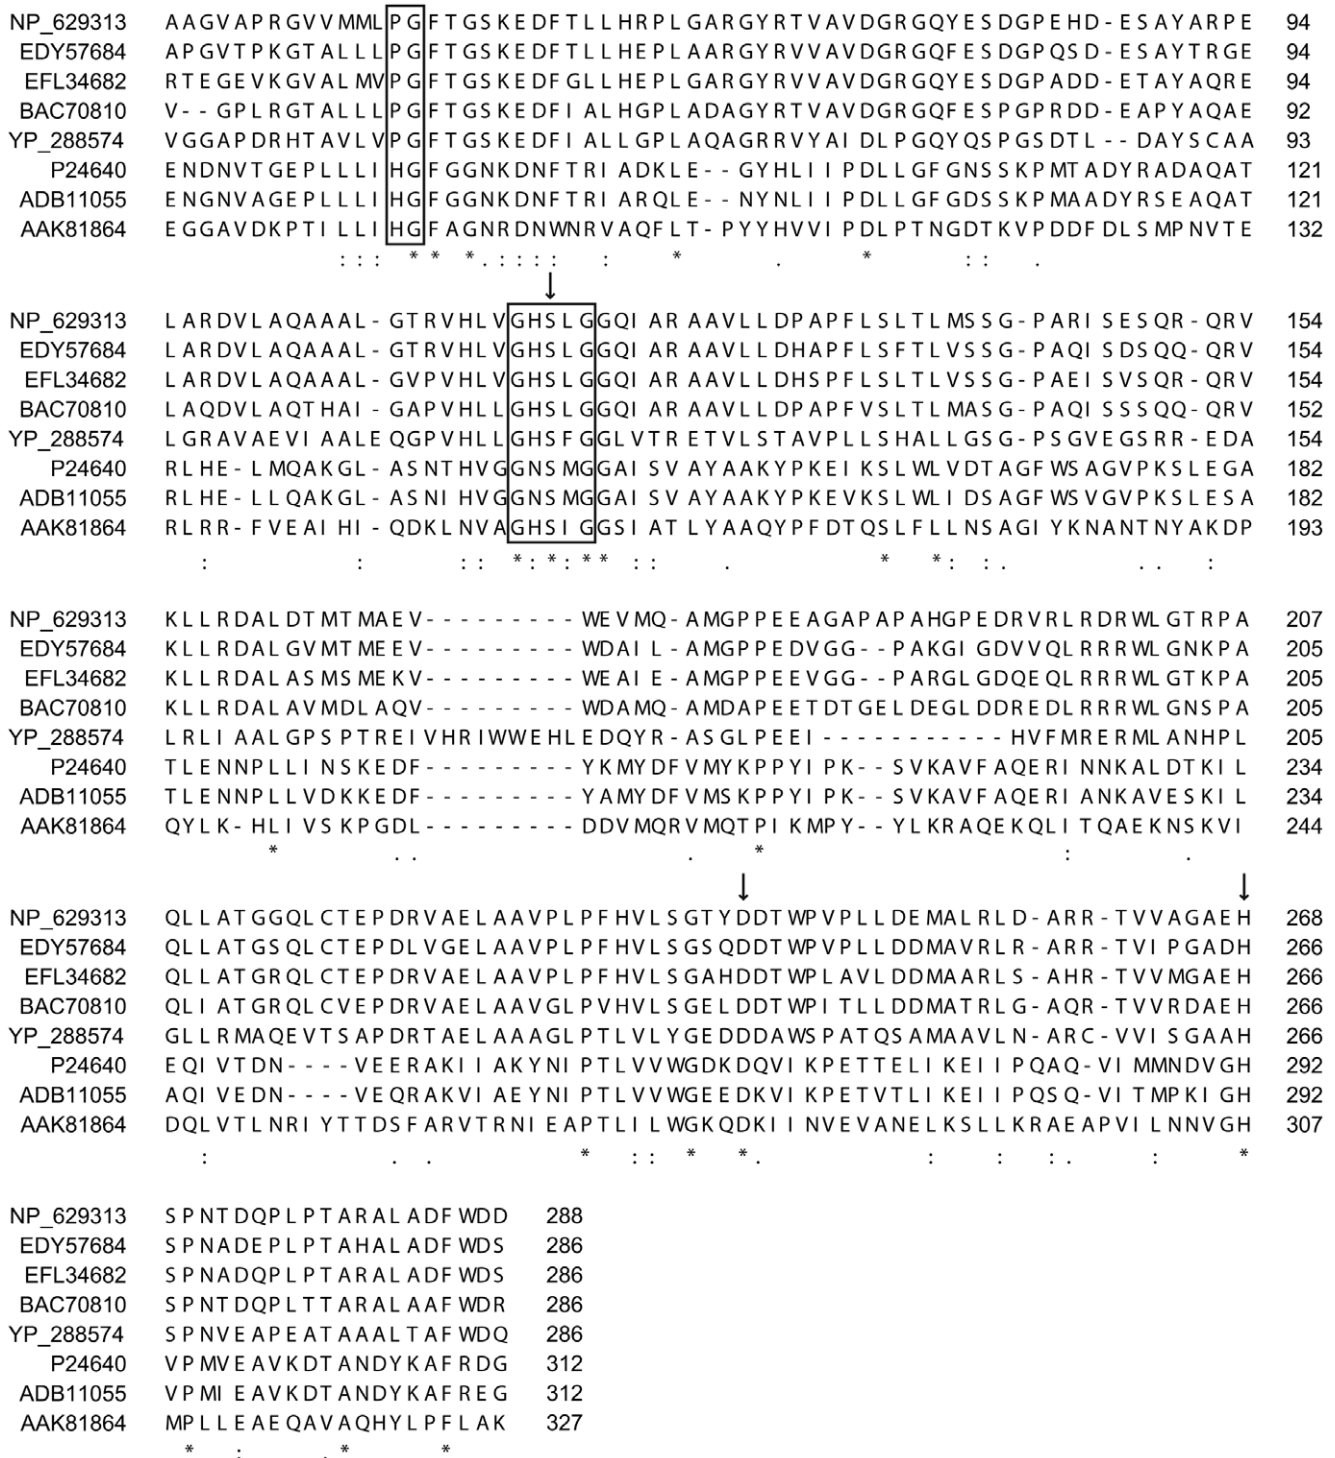 NP_629313 AAGVAPRGVVMMLPGFTGSKEDFTLLHRPLGARGYRTVAVDGRGQYESDGPEHD-ESAYARPE 94
EDY57684 APGVTPKGTALLLPGFTGSKEDFTLLHEPLAARGYRVVAVDGRGQFESDGPQSD-ESAYTRGE 94
EFL34682 RTEGEVKGVALMVPGFTGSKEDFGLLHEPLGARGYRVVAVDGRGQYESDGPADD-ETAYAQRE 94
BAC70810 V--GPLRGTALLLPGFTGSKEDFIALHGPLADAGYRTVAVDGRGQFESPGPRDD-EAPYAQAE 92
YP_288574 VGGAPDRHTAVLVPGFTGSKEDFIALLGPLAQAGRRVYAIDLPGQYQSPGSDTL--DAYSCAA 93
P24640 ENDNVTGEPLLLIHGFGGNKDNFTRIADKLE--GYHLIIPDLLGFGNSSKPMTADYRADAQAT 121
ADB11055 ENGNVAGEPLLLIHGFGGNKDNFTRIARQLE--NYNLIIPDLLGFGDSSKPMAADYRSEAQAT 121
AAK81864 EGGAVDKPTILLIHGFAGNRDNWNRVAQFLT-PYYHVVIPDLPTNGDTKVPDDFDLSMPNVTE 132
: : : * * * . : : : : : * . * : : .
↓
NP_629313 LARDVLAQAAAL-GTRVHLVGHSLGGQIARAAVLLDPAPFLSLTLMSSG-PARISESQR-QRV 154
EDY57684 LARDVLAQAAAL-GTRVHLVGHSLGGQIARAAVLLDHAPFLSFTLVSSG-PAQISDSQQ-QRV 154
EFL34682 LARDVLAQAAAL-GVPVHLVGHSLGGQIARAAVLLDHSPFLSLTLVSSG-PAEISVSQR-QRV 154
BAC70810 LAQDVLAQTHAI-GAPVHLLGHSLGGQIARAAVLLDPAPFVSLTLMASG-PAQISSSQQ-QRV 152
YP_288574 LGRAVAEVIAALEQGPVHLLGHSFGGLVTRETVLSTAVPLLSHALLGSG-PSGVEGSRR-EDA 154
P24640 RLHE-LMQAKGL-ASNTHVGGNSMGGAISVAYAAKYPKEIKSLWLVDTAGFWSAGVPKSLEGA 182
ADB11055 RLHE-LLQAKGL-ASNIHVGGNSMGGAISVAYAAKYPKEVKSLWLIDSAGFWSVGVPKSLESA 182
AAK81864 RLRR-FVEAIHI-QDKLNVAGHSIGGSIATLYAAQYPFDTQSLFLLNSAGIYKNANTNYAKDP 193
: : : : * : * : * * : : . * * : : . . . :
NP_629313 KLLRDALDTMTMAEV---------WEVMQ-AMGPPEEAGAPAPAHGPEDRVRLRDRWLGTRPA 207
EDY57684 KLLRDALGVMTMEEV---------WDAIL-AMGPPEDVGG--PAKGIGDVVQLRRRWLGNKPA 205
EFL34682 KLLRDALASMSMEKV---------WEAIE-AMGPPEEVGG--PARGLGDQEQLRRRWLGTKPA 205
BAC70810 KLLRDALAVMDLAQV---------WDAMQ-AMDAPEETDTGELDEGLDDREDLRRRWLGNSPA 205
YP_288574 LRLIAALGPSPTREIVHRIWWEHLEDQYR-ASGLPEEI-----------HVFMRERMLANHPL 205
P24640 TLENNPLLINSKEDF---------YKMYDFVMYKPPYIPK--SVKAVFAQERINNKALDTKIL 234
ADB11055 TLENNPLLVDKKEDF---------YAMYDFVMSKPPYIPK--SVKAVFAQERIANKAVESKIL 234
AAK81864 QYLK-HLIVSKPGDL---------DDVMQRVMQTPIKMPY--YLKRAQEKQLITQAEKNSKVI 244
* . . . * : .
↓ ↓
NP_629313 QLLATGGQLCTEPDRVAELAAVPLPFHVLSGTYDDTWPVPLLDEMALRLD-ARR-TVVAGAEH 268
EDY57684 QLLATGSQLCTEPDLVGELAAVPLPFHVLSGSQDDTWPVPLLDDMAVRLR-ARR-TVIPGADH 266
EFL34682 QLLATGRQLCTEPDRVAELAAVPLPFHVLSGAHDDTWPLAVLDDMAARLS-AHR-TVVMGAEH 266
BAC70810 QLIATGRQLCVEPDRVAELAAVGLPVHVLSGELDDTWPITLLDDMATRLG-AQR-TVVRDAEH 266
YP_288574 GLLRMAQEVTSAPDRTAELAAAGLPTLVLYGEDDDAWSPATQSAMAAVLN-ARC-VVISGAAH 266
P24640 EQIVTDN----VEERAKIIAKYNIPTLVVWGDKDQVIKPETTELIKEIIPQAQ-VIMMNDVGH 292
ADB11055 AQIVEDN----VEQRAKVIAEYNIPTLVVWGEEDKVIKPETVTLIKEIIPQSQ-VITMPKIGH 292
AAK81864 DQLVTLNRIYTTDSFARVTRNIEAPTLILWGKQDKIINVEVANELKSLLKRAEAPVILNNVGH 307
: . . * : : * * . : : : . : *
NP_629313 SPNTDQPLPTARALADFWDD 288
EDY57684 SPNADEPLPTAHALADFWDS 286
EFL34682 SPNADQPLPTARALADFWDS 286
BAC70810 SPNTDQPLTTARALAAFWDR 286
YP_288574 SPNVEAPEATAAALTAFWDQ 286
P24640 VPMVEAVKDTANDYKAFRDG 312
ADB11055 VPMIEAVKDTANDYKAFREG 312
AAK81864 MPLLEAEQAVAQHYLPFLAK 327
* : . * *